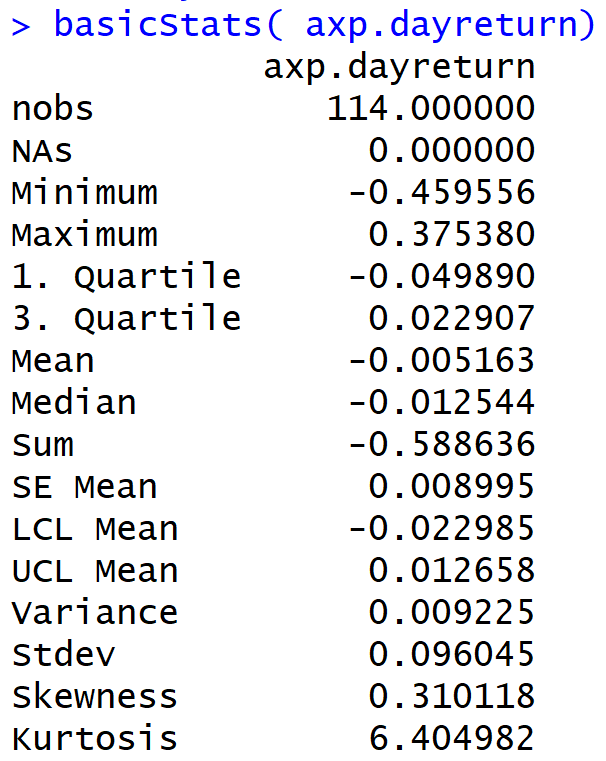 > basicStats( axp.dayreturn)
axp.dayreturn
nobs 114.000000
NAs 0.000000
Minimum -0.459556
Maximum 0.375380
1. Quartile -0.049890
3. Quartile 0.022907
Mean -0.005163
Median -0.012544
Sum -0.588636
SE Mean 0.008995
LCL Mean -0.022985
UCL Mean 0.012658
Variance 0.009225
Stdev 0.096045
Skewness 0.310118
Kurtosis 6.404982